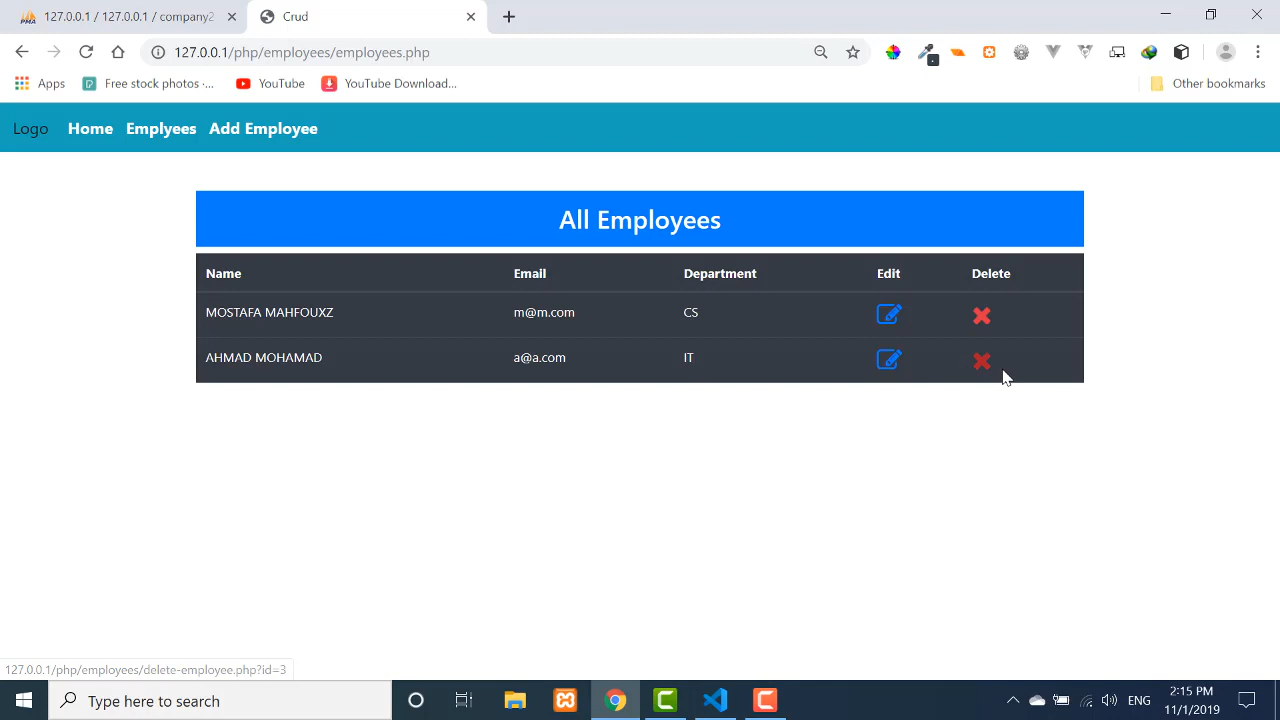 127.0.0.1 / 127.0.0.1 / company2
Crud
127.0.0.1/php/employees/employees.php
Apps
Free stock photos ·...
YouTube
YouTube Download...
Other bookmarks
Logo Home Emplyees Add Employee
All Employees
Name Email Department Edit Delete
MOSTAFA MAHFOUXZ m@m.com CS
AHMAD MOHAMAD a@a.com IT
127.0.0.1/php/employees/delete-employee.php?id=3
Type here to search
ENG
2:15 PM
11/1/2019